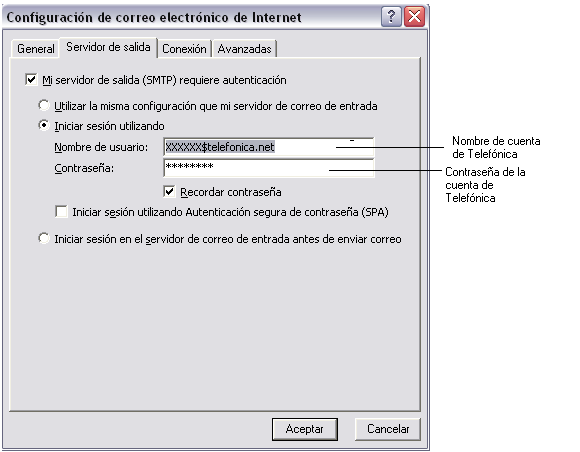 Configuración de correo electrónico de Internet
General Servidor de salida Conexión Avanzadas
Mi servidor de salida (SMTP) requiere autenticación
Utilizar la misma configuración que mi servidor de correo de entrada
Iniciar sesión utilizando
Nombre de usuario: XXXXXX$telefonica.net
Contraseña: ********
Recordar contraseña
Iniciar sesión utilizando Autenticación segura de contraseña (SPA)
Iniciar sesión en el servidor de correo de entrada antes de enviar correo
Aceptar Cancelar
Nombre de cuenta
de Telefónica
Contraseña de la
cuenta de
Telefónica